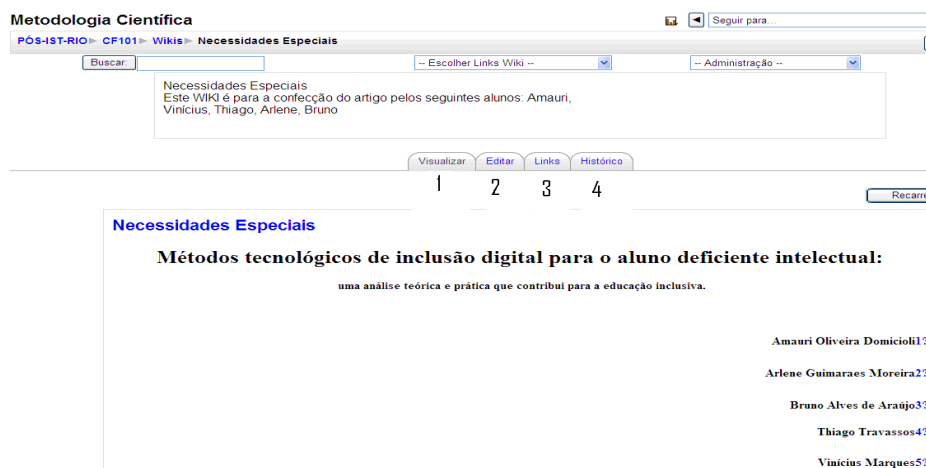 Metodologia Científica
Seguir para...
PÓS-IST-RIO► CF101► Wikis► Necessidades Especiais
Buscar:
-- Escolher Links Wiki --
-- Administração --
Necessidades Especiais
Este WIKI é para a confecção do artigo pelos seguintes alunos: Amauri,
Vinícius, Thiago, Arlene, Bruno
Visualizar Editar Links Histórico
1 2 3 4
Recarre
Necessidades Especiais
Métodos tecnológicos de inclusão digital para o aluno deficiente intelectual:
uma análise teórica e prática que contribui para a educação inclusiva.
Amauri Oliveira Domicioli1?
Arlene Guimaraes Moreira2?
Bruno Alves de Araújo3?
Thiago Travassos4?
Vinícius Marques5?